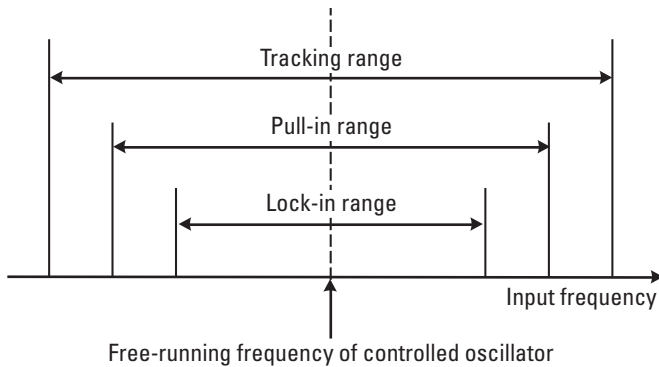 Tracking range
Pull-in range
Lock-in range
Input frequency
Free-running frequency of controlled oscillator